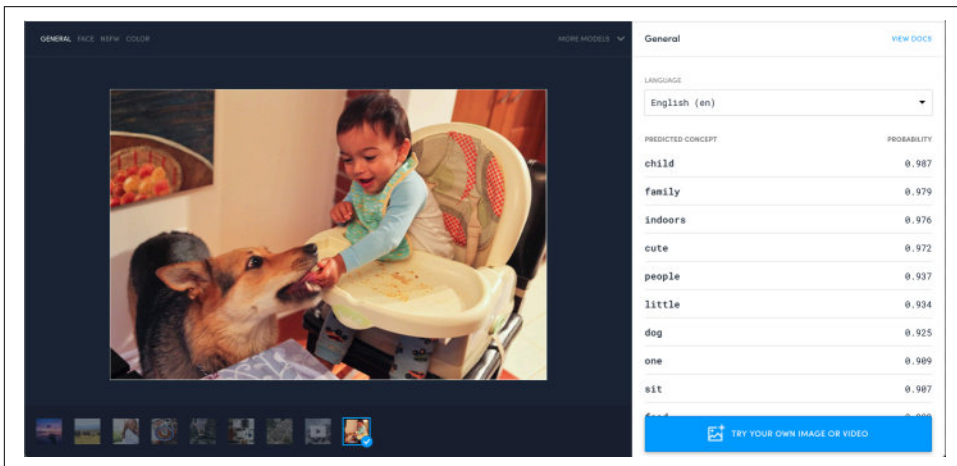 GENERAL FACE NSFW COLOR
MORE MODELS
General
VIEW DOCS
LANGUAGE
English (en)
PREDICTED CONCEPT PROBABILITY
child 0.987
family 0.979
indoors 0.976
cute 0.972
people 0.937
little 0.934
dog 0.925
one 0.909
sit 0.907
TRY YOUR OWN IMAGE OR VIDEO